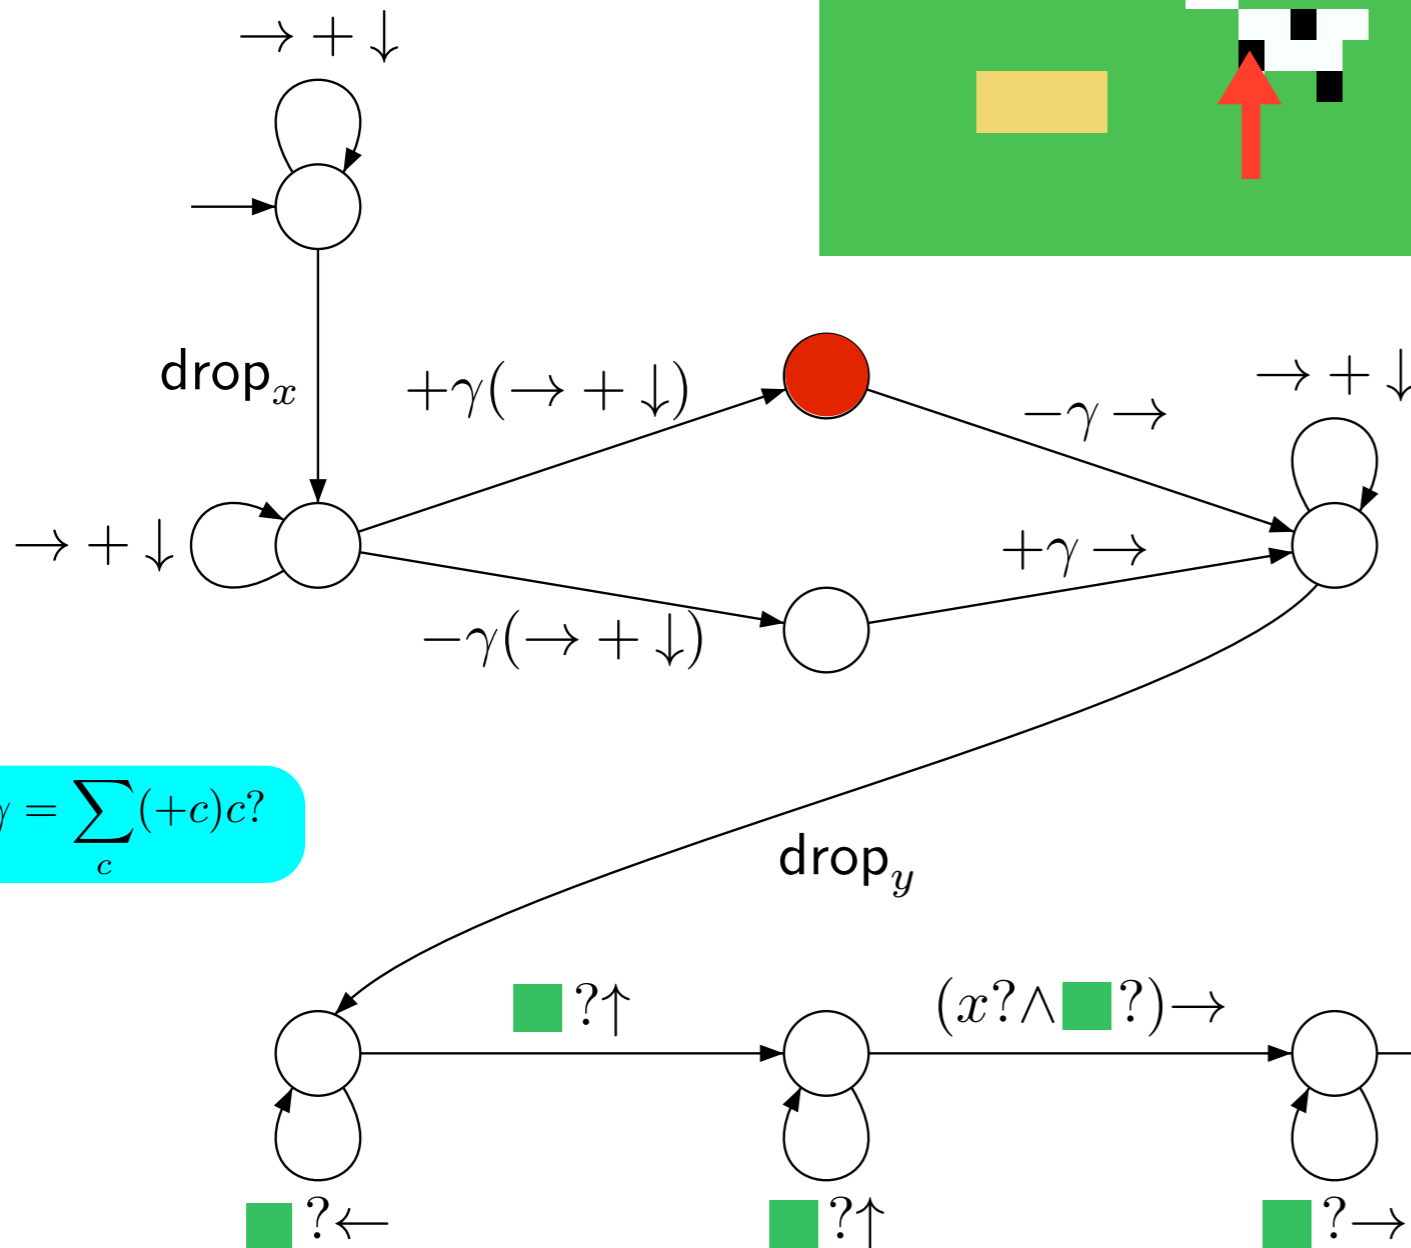 → + ↓
drop_x
+γ(→ + ↓)
−γ →
→ + ↓
→ + ↓
+γ →
−γ(→ + ↓)
γ = ∑_c (+c)c?
drop_y
?↑
(x?∧ ?)→
?←
?↑
?→